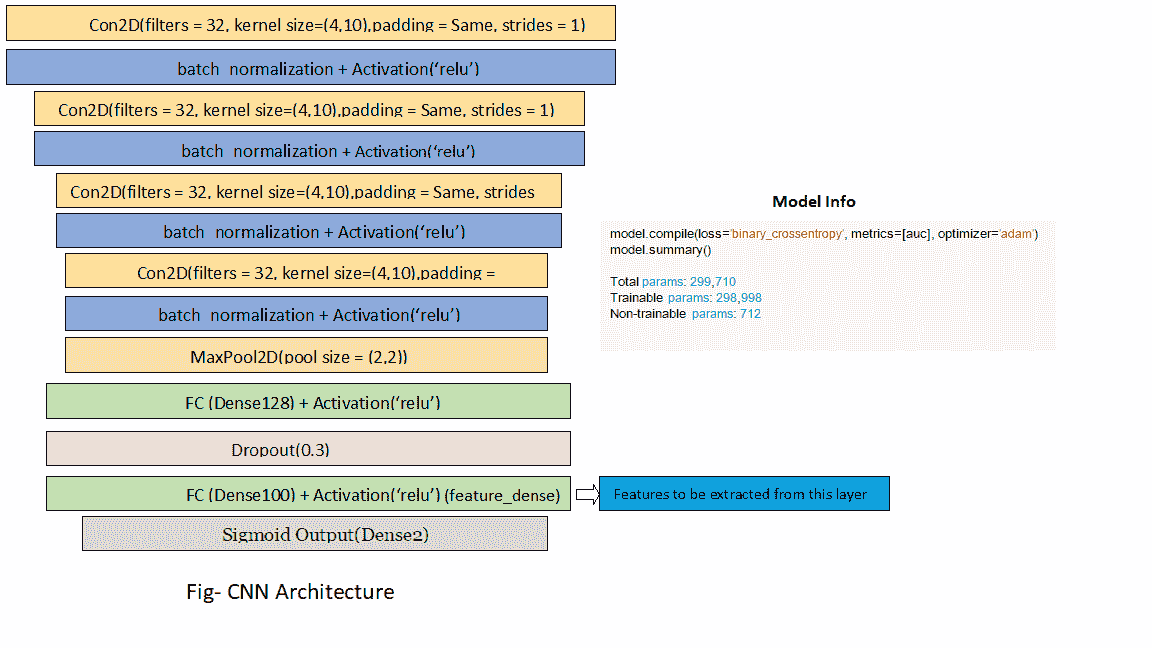 Con2D(filters = 32, kernel size=(4,10),padding = Same, strides = 1)
batch normalization + Activation(‘relu’)
Con2D(filters = 32, kernel size=(4,10),padding = Same, strides = 1)
batch normalization + Activation(‘relu’)
Con2D(filters = 32, kernel size=(4,10),padding = Same, strides
batch normalization + Activation(‘relu’)
Con2D(filters = 32, kernel size=(4,10),padding =
batch normalization + Activation(‘relu’)
MaxPool2D(pool size = (2,2))
FC (Dense128) + Activation(‘relu’)
Dropout(0.3)
FC (Dense100) + Activation(‘relu’) (feature_dense)
Features to be extracted from this layer
Sigmoid Output(Dense2)
Fig- CNN Architecture
Model Info
model.compile(loss='binary_crossentropy', metrics=[auc], optimizer='adam')
model.summary()
Total params: 299,710
Trainable params: 298,998
Non-trainable params: 712